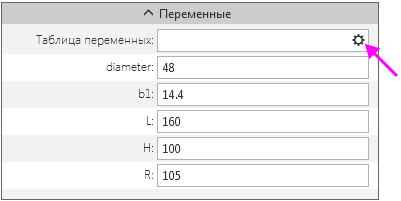 Переменные
Таблица переменных:
diameter: 48
b1: 14.4
L: 160
H: 100
R: 105